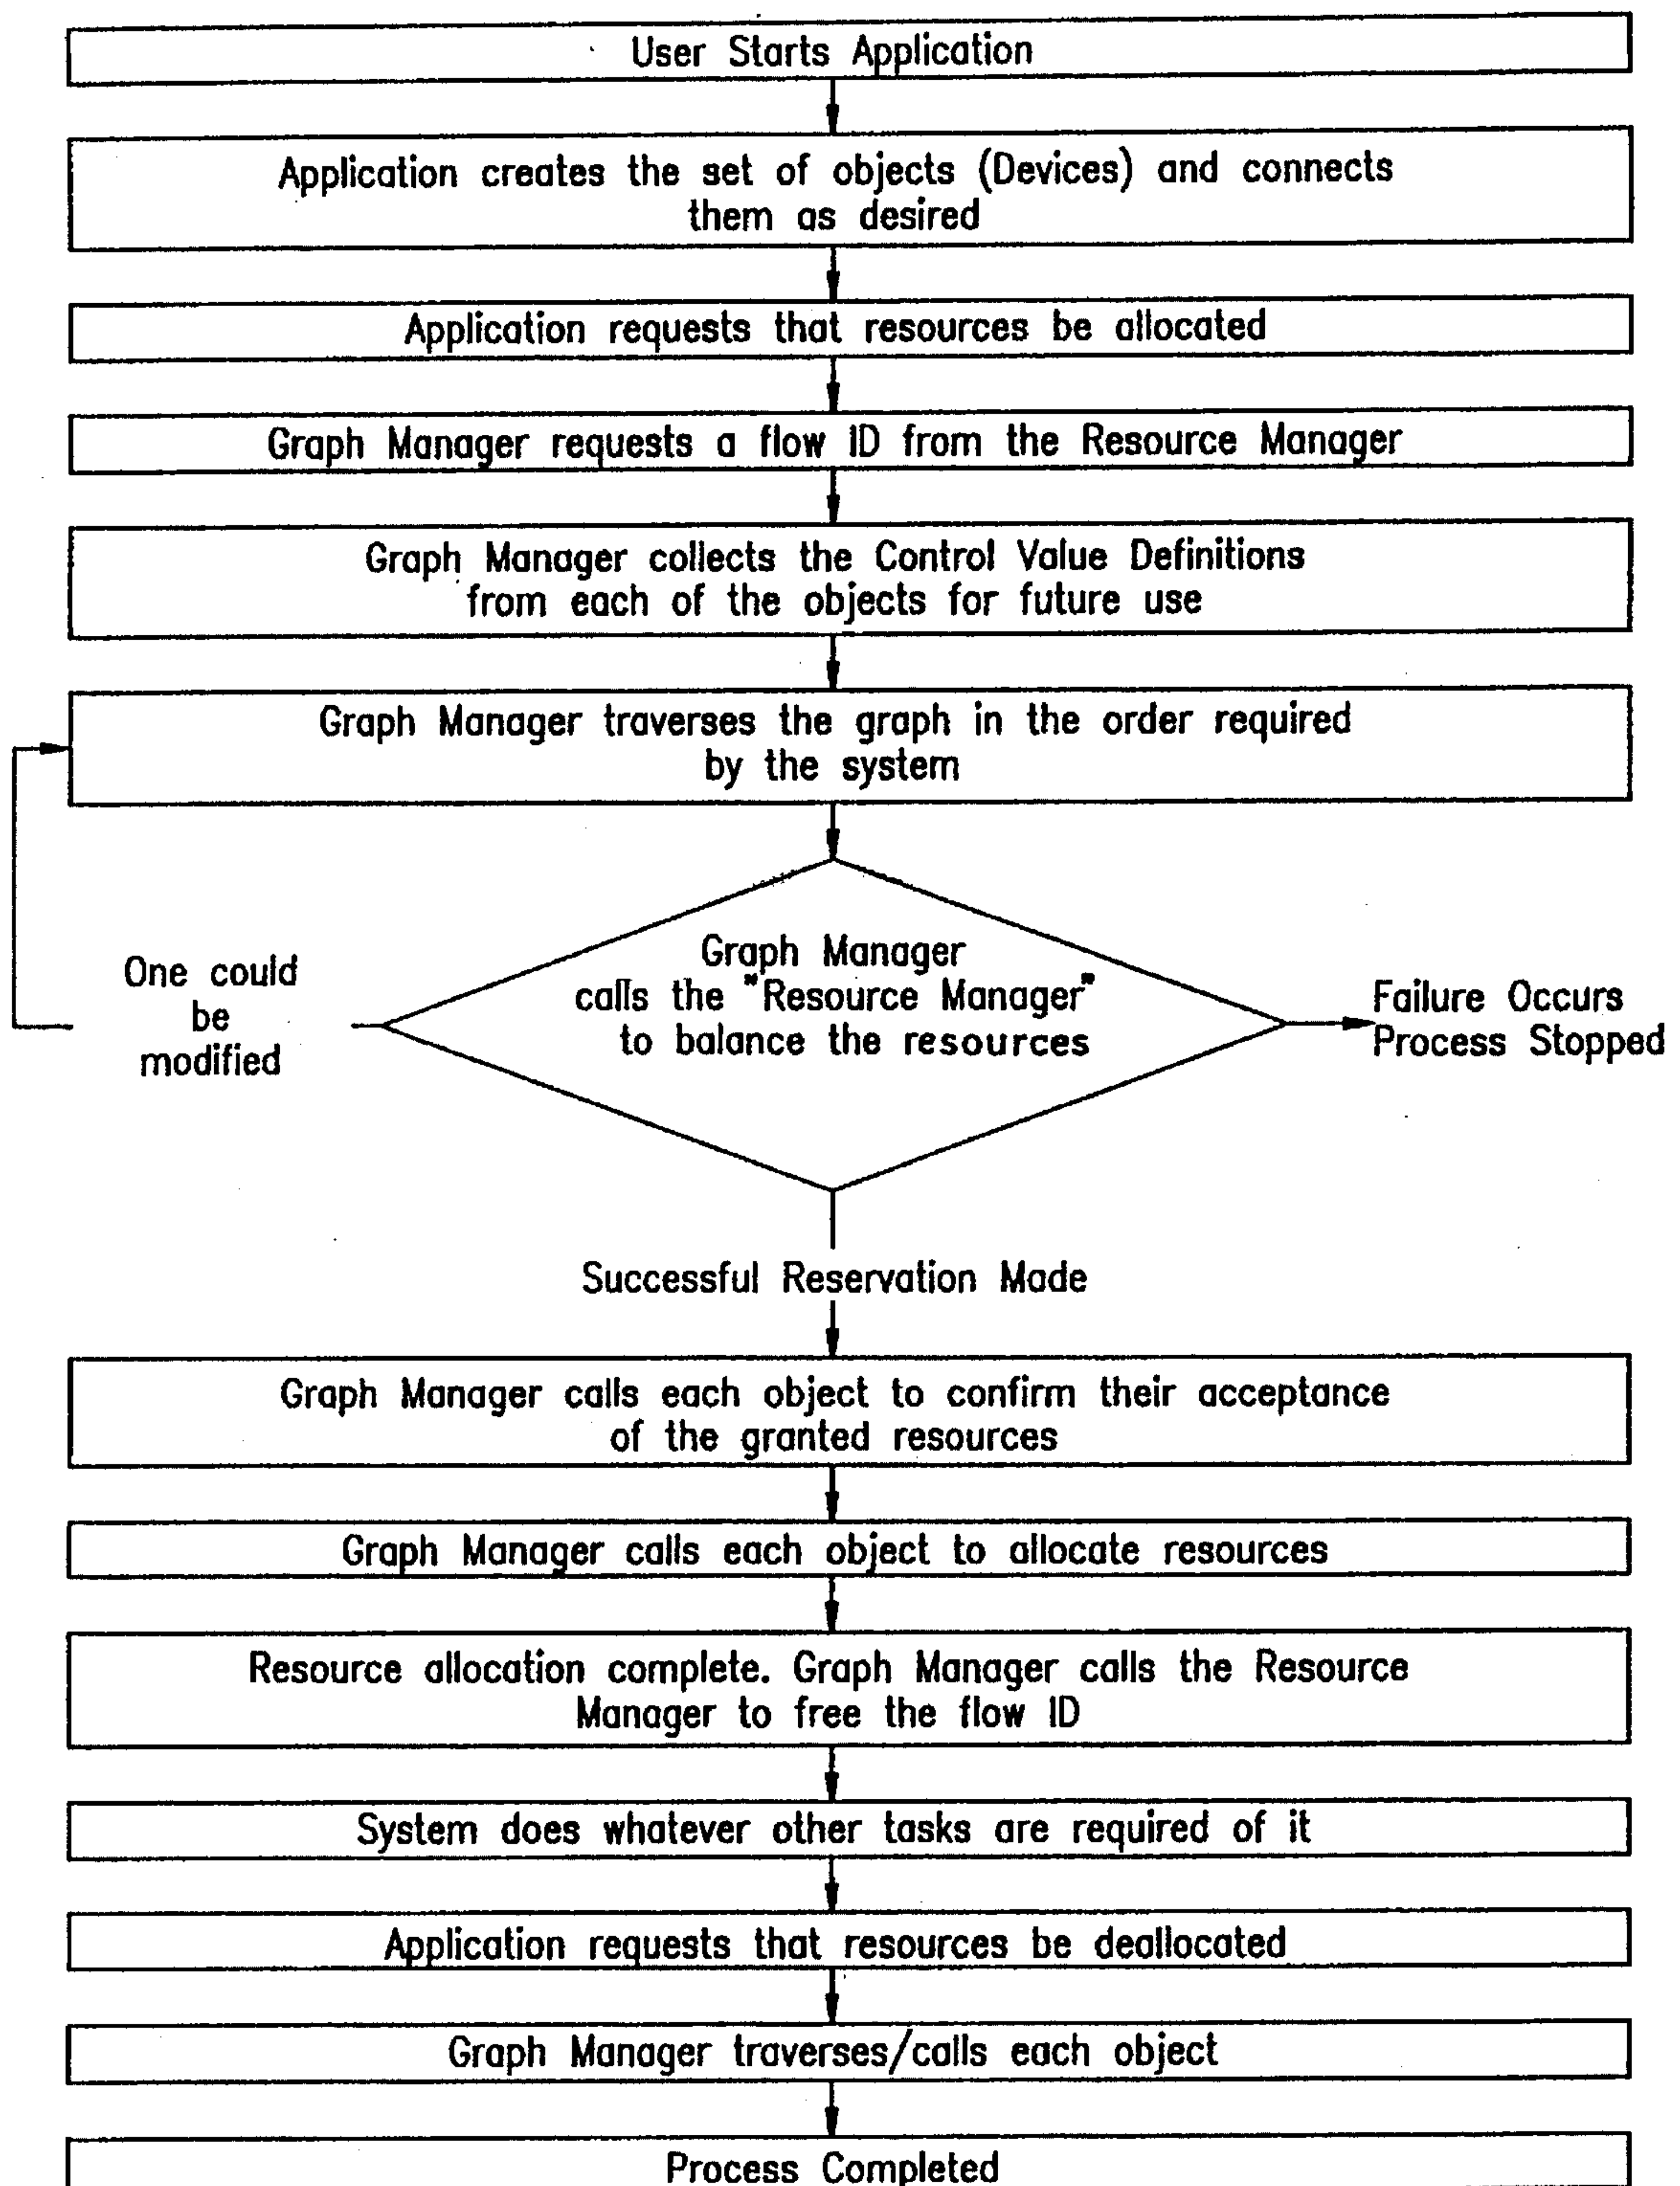 User Starts Application
Application creates the set of objects (Devices) and connects
them as desired
Application requests that resources be allocated
Graph Manager requests a flow ID from the Resource Manager
Graph Manager collects the Control Value Definitions
from each of the objects for future use
Graph Manager traverses the graph in the order required
by the system
One could
be
modified
Graph Manager
calls the "Resource Manager"
to balance the resources
Failure Occurs
Process Stopped
Successful Reservation Made
Graph Manager calls each object to confirm their acceptance
of the granted resources
Graph Manager calls each object to allocate resources
Resource allocation complete. Graph Manager calls the Resource
Manager to free the flow ID
System does whatever other tasks are required of it
Application requests that resources be deallocated
Graph Manager traverses/calls each object
Process Completed